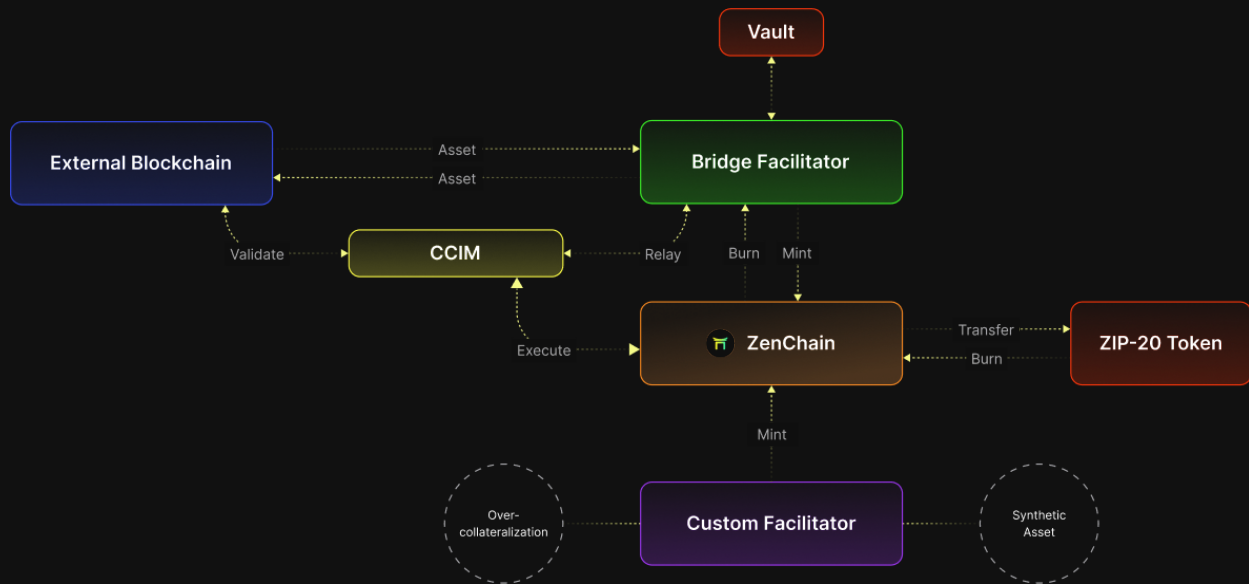 Vault
External Blockchain
Asset
Asset
Bridge Facilitator
Validate
CCIM
Relay
Burn
Mint
Execute
ZenChain
Transfer
Burn
ZIP-20 Token
Mint
Over-
collateralization
Custom Facilitator
Synthetic
Asset